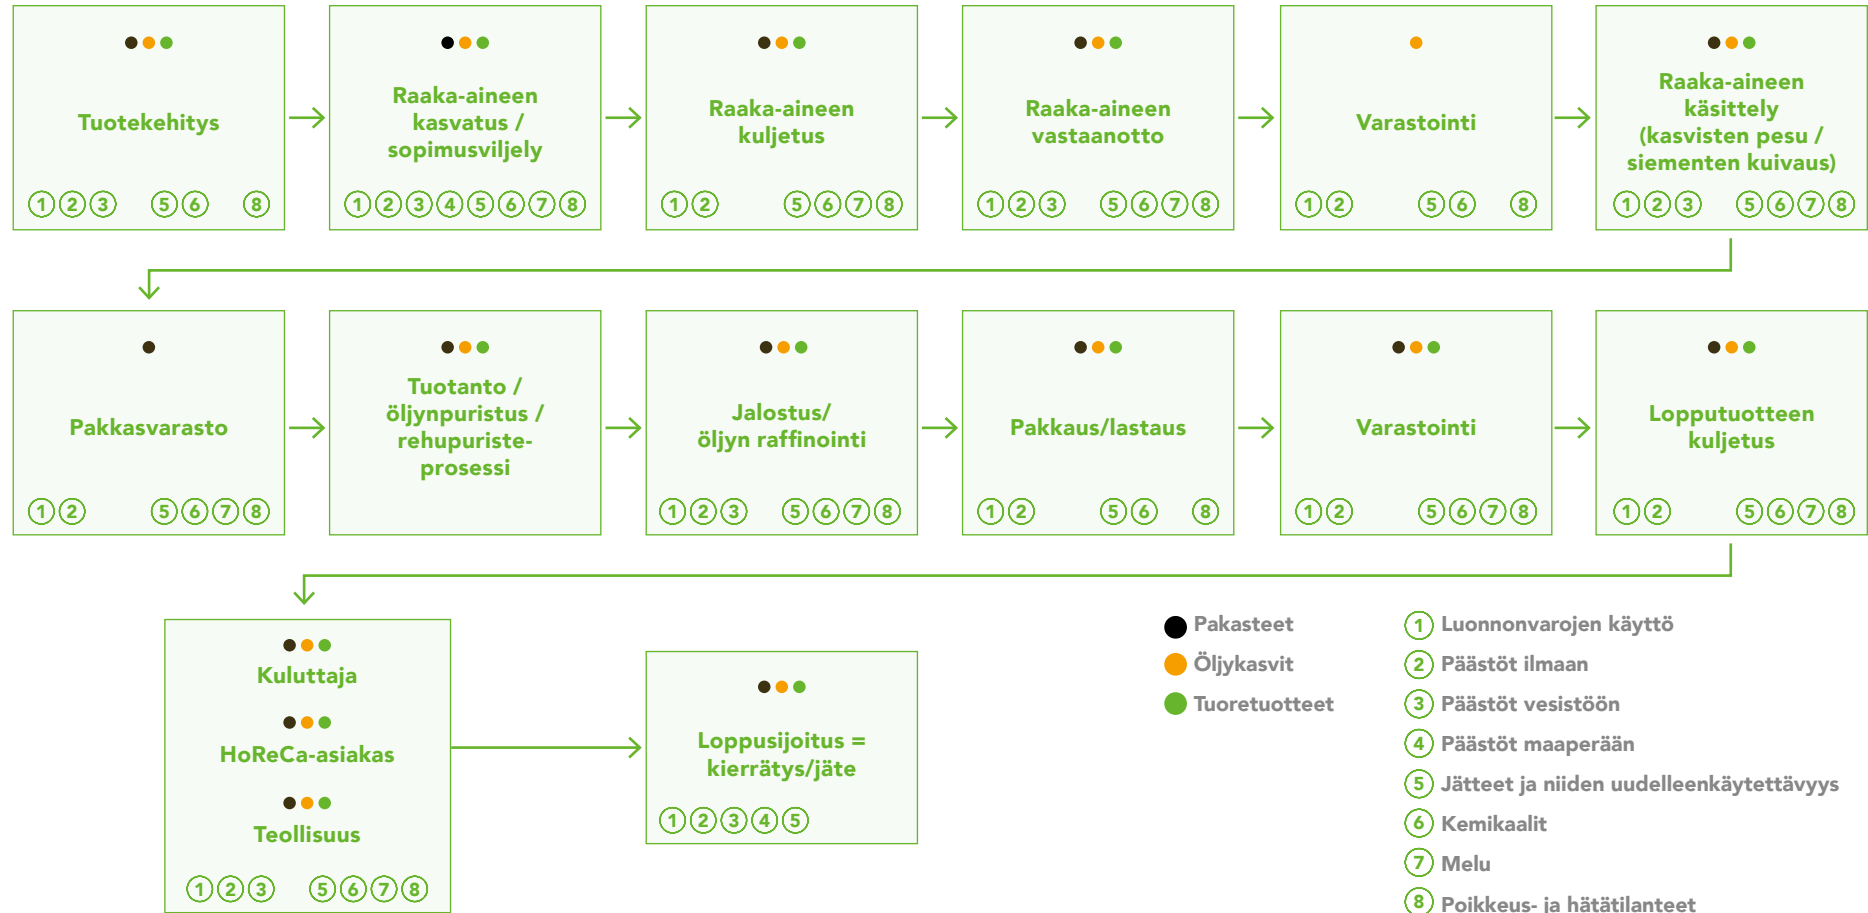 Tuotekehitys
1 2 3 5 6 8
Raaka-aineen
kasvatus /
sopimusviljely
1 2 3 4 5 6 7 8
Raaka-aineen
kuljetus
1 2 5 6 7 8
Raaka-aineen
vastaanotto
1 2 3 5 6 7 8
Varastointi
1 2 5 6 8
Raaka-aineen
käsittely
(kasvisten pesu /
siementen kuivaus)
1 2 3 5 6 7 8
Pakkasvarasto
1 2 5 6 7 8
Tuotanto /
öljynpuristus /
rehupuriste-
prosessi
Jalostus/
öljyn raffinointi
1 2 3 5 6 7 8
Pakkaus/lastaus
1 2 5 6 8
Varastointi
1 2 5 6 7 8
Lopputuotteen
kuljetus
1 2 5 6 7 8
Kuluttaja
HoReCa-asiakas
Teollisuus
1 2 3 5 6 7 8
Loppusijoitus =
kierrätys/jäte
1 2 3 4 5
Pakasteet
Öljykasvit
Tuoretuotteet
1 Luonnonvarojen käyttö
2 Päästöt ilmaan
3 Päästöt vesistöön
4 Päästöt maaperään
5 Jätteet ja niiden uudelleenkäytettävyys
6 Kemikaalit
7 Melu
8 Poikkeus- ja hätätilanteet